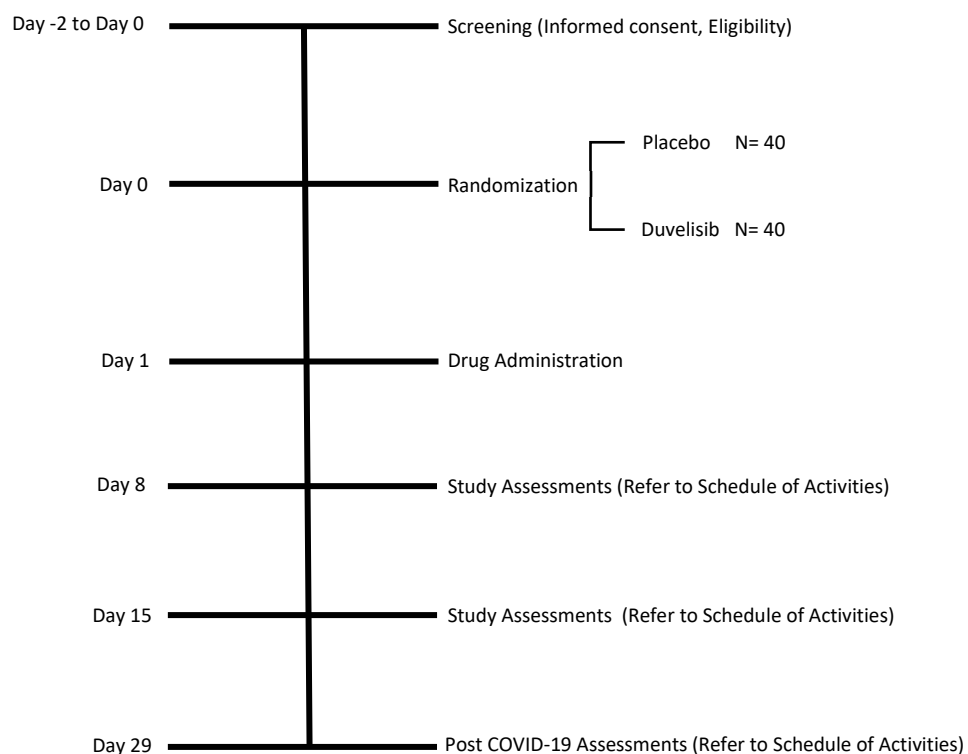 Day -2 to Day 0 Screening (Informed consent, Eligibility)
Placebo N= 40
Day 0 Randomization
Duvelisib N= 40
Day 1 Drug Administration
Day 8 Study Assessments (Refer to Schedule of Activities)
Day 15 Study Assessments (Refer to Schedule of Activities)
Day 29 Post COVID-19 Assessments (Refer to Schedule of Activities)